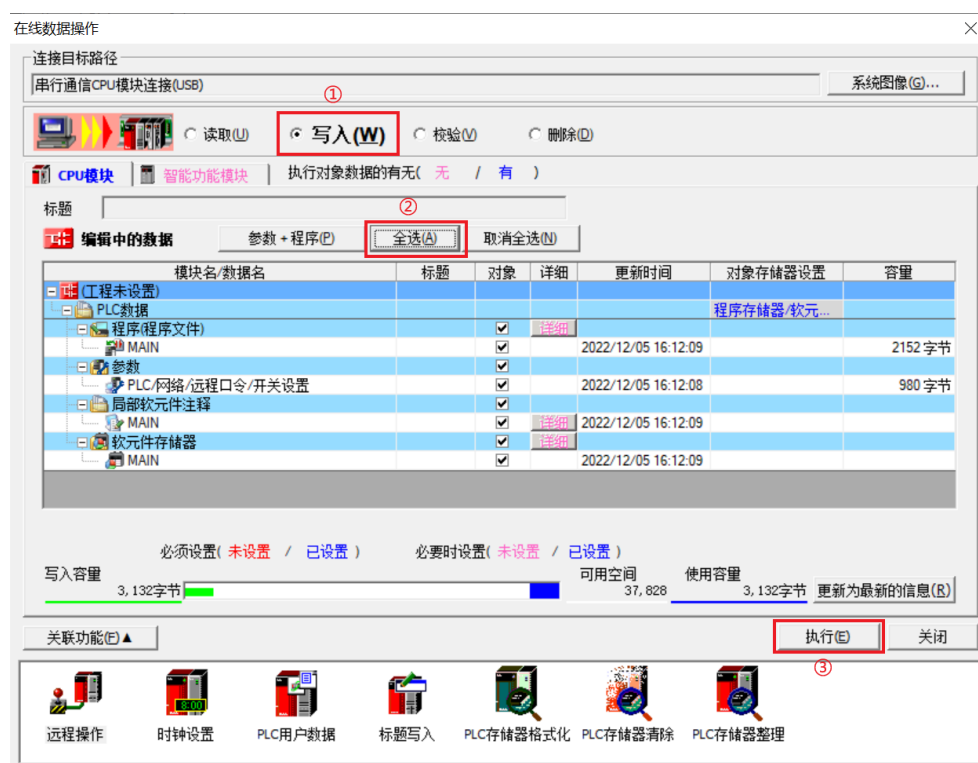 在线数据操作
连接目标路径
串行通信CPU模块连接(USB)
系统图像(G)...
①
读取(U) 写入(W) 校验(V) 删除(D)
CPU模块 智能功能模块 执行对象数据的有无( 无 / 有 )
标题
②
编辑中的数据 参数+程序(P) 全选(A) 取消全选(N)
模块名/数据名 标题 对象 详细 更新时间 对象存储器设置 容量
(工程未设置)
PLC数据 程序存储器/软元...
程序(程序文件) 详细
MAIN 2022/12/05 16:12:09 2152 字节
参数
PLC/网络/远程口令/开关设置 2022/12/05 16:12:08 980 字节
局部软元件注释
MAIN 详细 2022/12/05 16:12:09
软元件存储器 详细
MAIN 2022/12/05 16:12:09
必须设置( 未设置 / 已设置 ) 必要时设置( 未设置 / 已设置 )
写入容量 可用空间 使用容量
3,132字节 37,828 3,132字节 更新为最新的信息(R)
关联功能(F)▲ 执行(E) 关闭
③
8:00
远程操作 时钟设置 PLC用户数据 标题写入 PLC存储器格式化 PLC存储器清除 PLC存储器整理